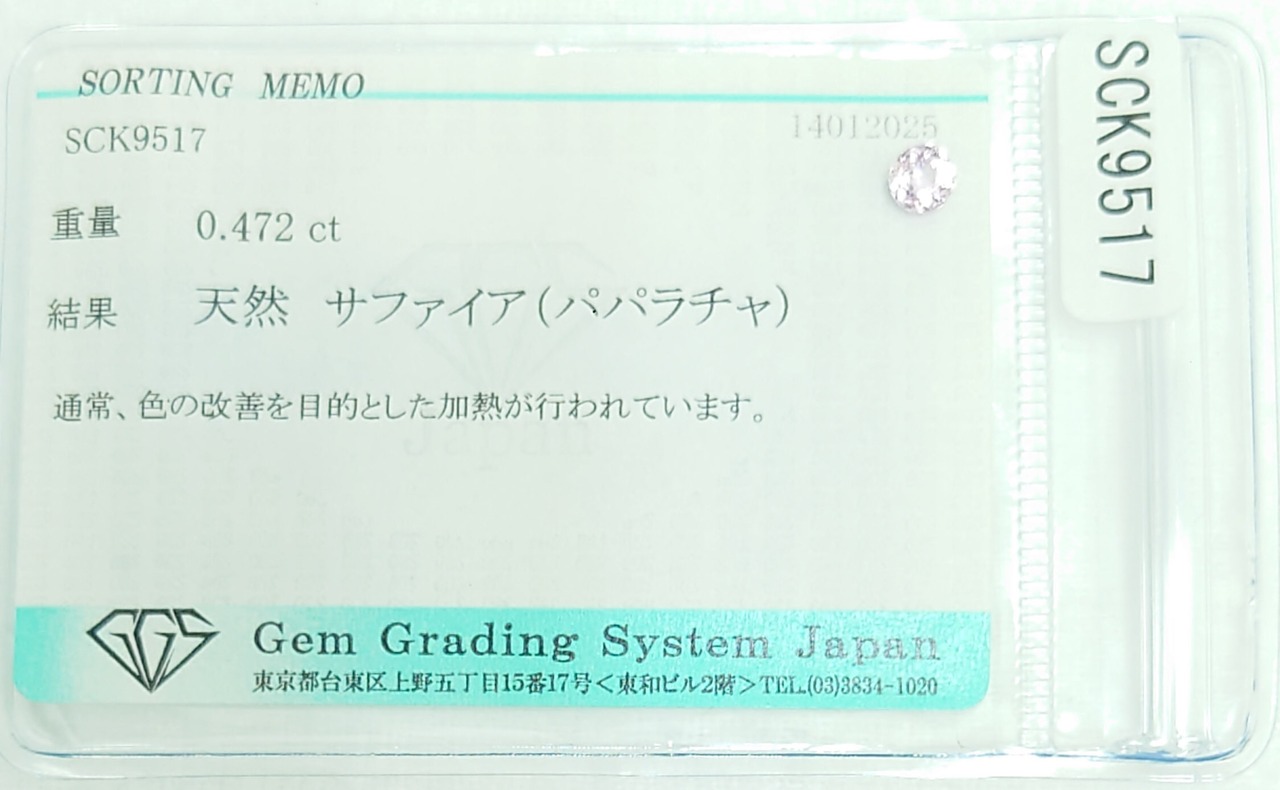 SORTING MEMO
SCK9517
14012025
重量 0.472 ct
結果 天然 サファイア(パパラチャ)
通常、色の改善を目的とした加熱が行われています。
GGS
Gem Grading System Japan
東京都台東区上野五丁目15番17号<東和ビル2階>TEL.(03)3834-1020
SCK9517